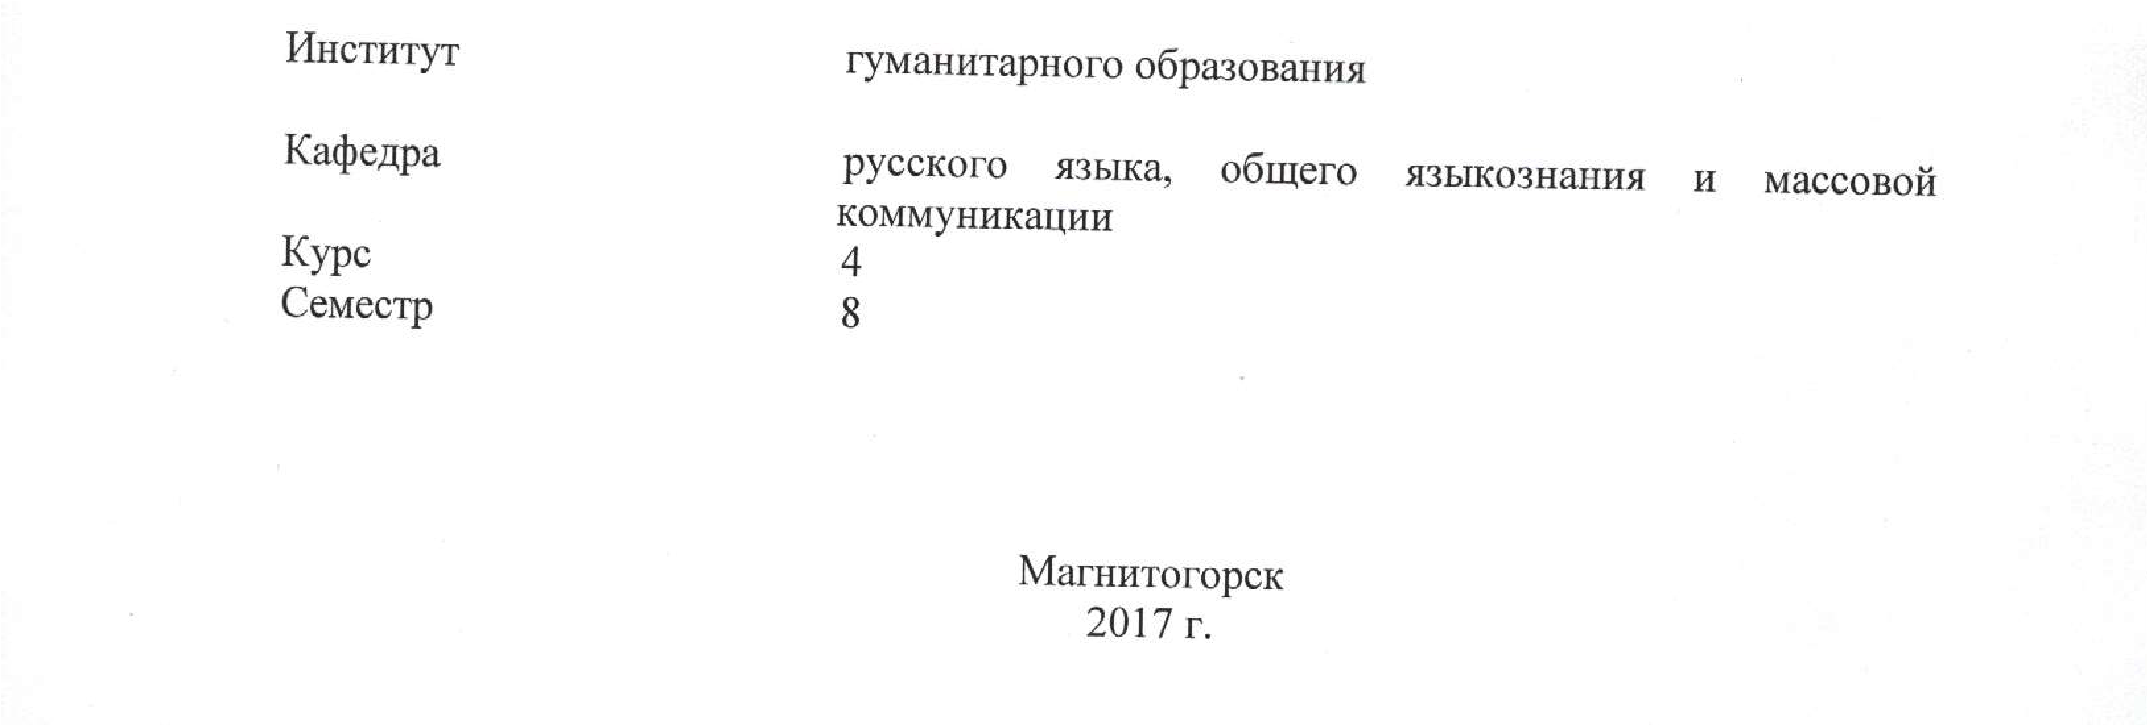 Институт гуманитарного образования
Кафедра русского языка, общего языкознания и массовой
коммуникации
Курс 4
Семестр 8
Магнитогорск
2017 г.